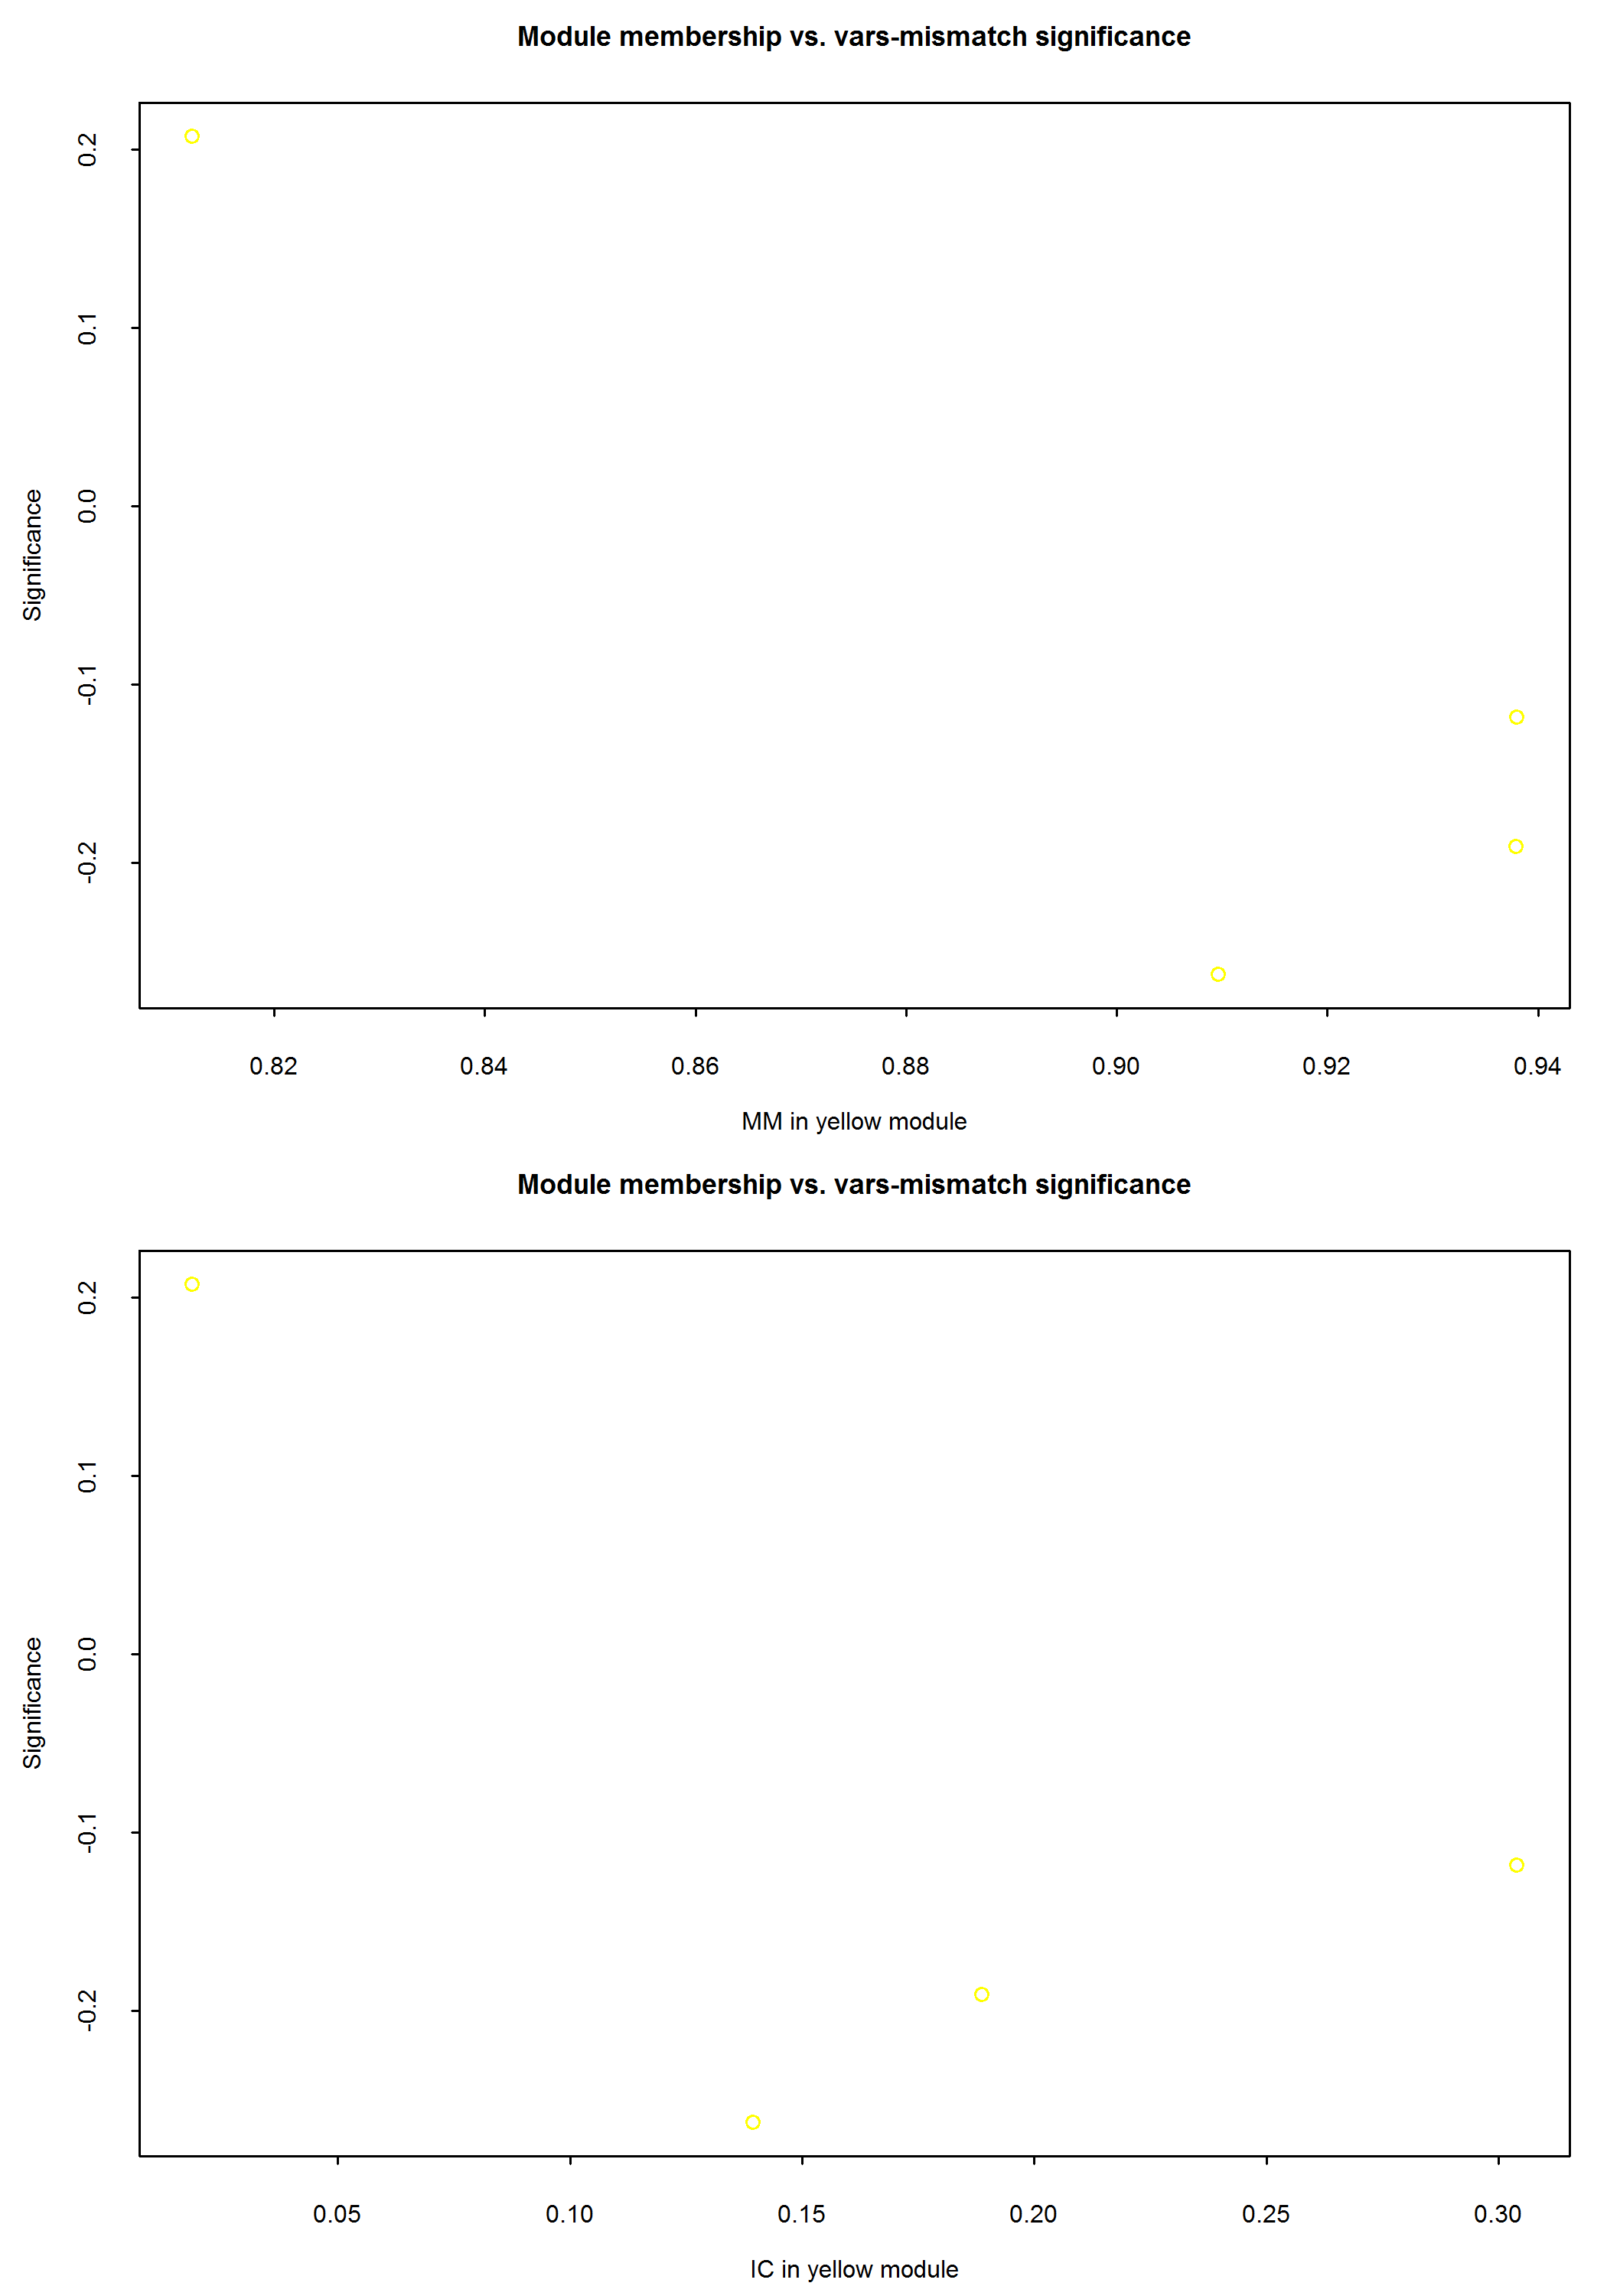 Module membership vs. vars-mismatch significance
0.2
0.1
0.0
-0.1
-0.2
Significance
0.82 0.84 0.86 0.88 0.90 0.92 0.94
MM in yellow module
Module membership vs. vars-mismatch significance
0.2
0.1
0.0
-0.1
-0.2
Significance
0.05 0.10 0.15 0.20 0.25 0.30
IC in yellow module